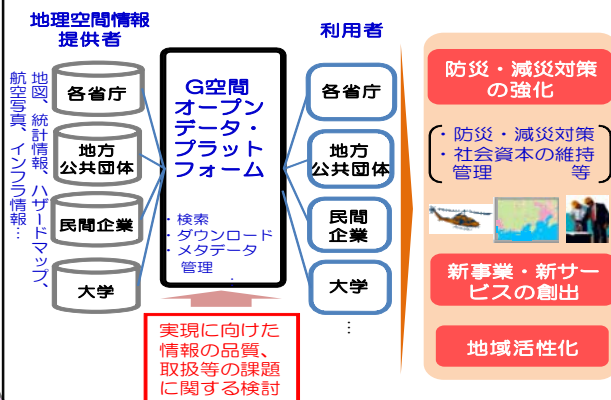 地理空間情報
提供者
地図、統計情報、ハザードマップ、
航空写真、インフラ情報…
各省庁
地方
公共団体
民間企業
大学
G空間
オープン
データ・
プラット
フォーム
・検索
・ダウンロード
・メタデータ
管理
実現に向けた
情報の品質、
取扱等の課題
に関する検討
利用者
各省庁
地方
公共団体
民間
企業
大学
…
防災・減災対策
の強化
・防災・減災対策
・社会資本の維持
管理 等
新事業・新サー
ビスの創出
地域活性化